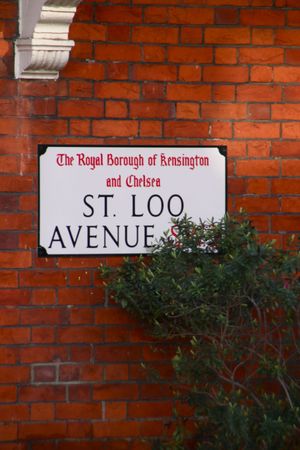 The Royal Borough of Kensington
and Chelsea
ST. LOO
AVENUE